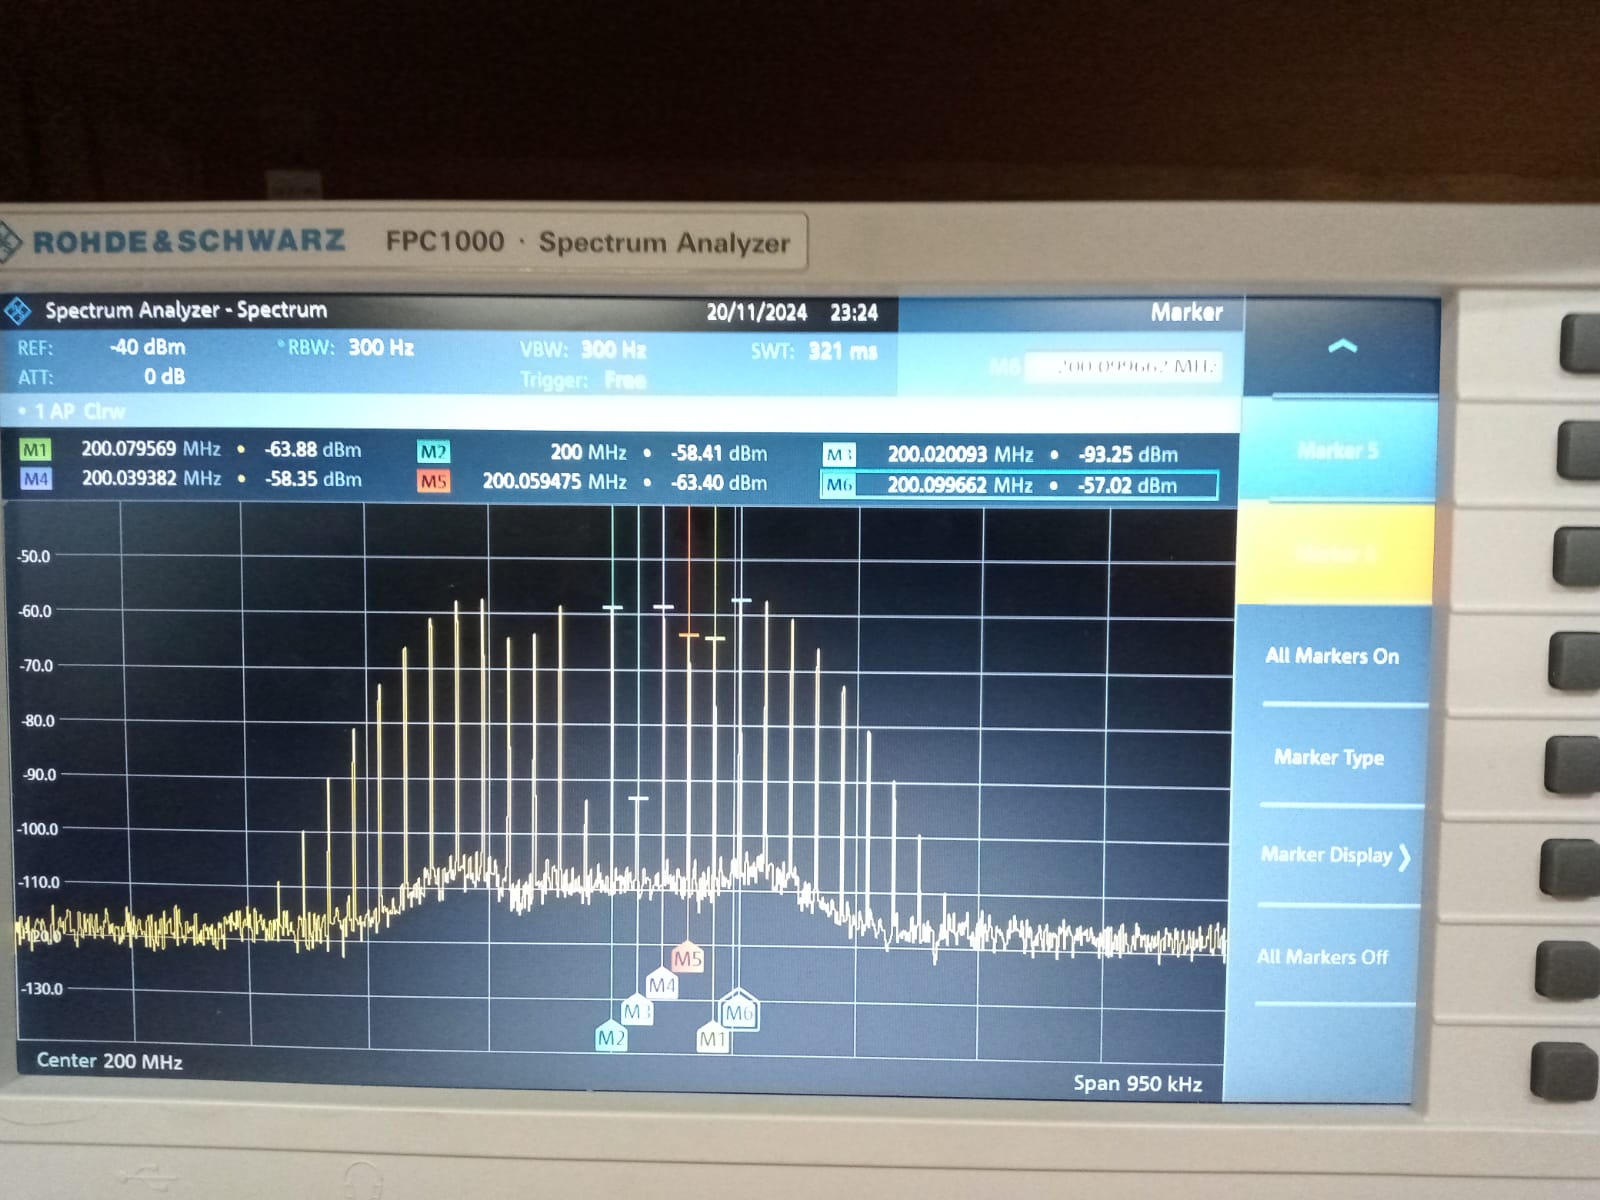 ROHDE&SCHWARZ FPC1000 · Spectrum Analyzer
Spectrum Analyzer - Spectrum 20/11/2024 23:24 Marker
REF: -40 dBm RBW: 300 Hz VBW: 300 Hz SWT: 321 ms
M6 200.099662 MHz
ATT: 0 dB Trigger: Free
1 AP Clrw
M1 200.079569 MHz • -63.88 dBm M2 200 MHz • -58.41 dBm M3 200.020093 MHz • -93.25 dBm
M4 200.039382 MHz • -58.35 dBm M5 200.059475 MHz • -63.40 dBm M6 200.099662 MHz • -57.02 dBm
Marker 5
-50.0
-60.0
All Markers On
-70.0
-80.0
Marker Type
-90.0
-100.0
Marker Display
-110.0
-120.0
All Markers Off
M5
M4
-130.0
M3 M6
M2 M1
Center 200 MHz
Span 950 kHz